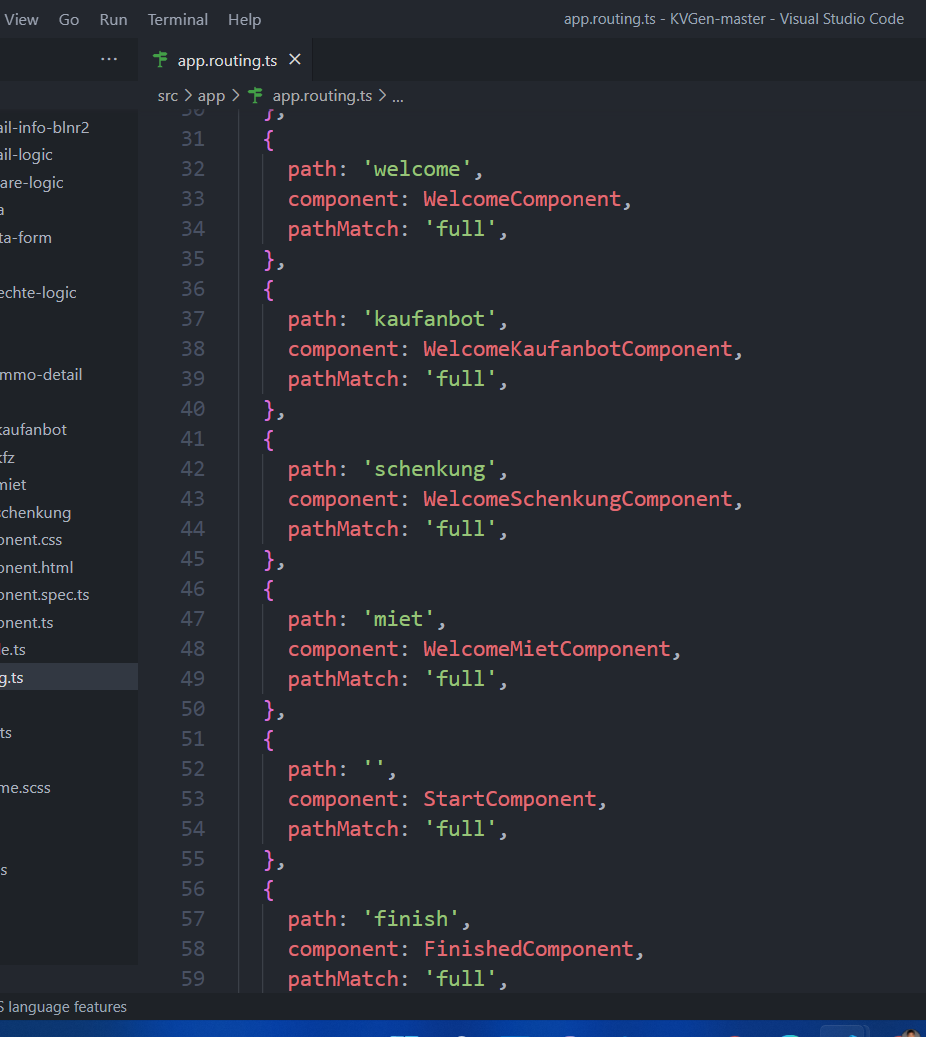 View Go Run Terminal Help app.routing.ts - KVGen-master - Visual Studio Code
... app.routing.ts ×
src > app > app.routing.ts > ...
ail-info-blnr2
ail-logic
are-logic
a
ta-form
echte-logic
mmo-detail
kaufanbot
kfz
miet
schenkung
onent.css
onent.html
onent.spec.ts
onent.ts
le.ts
g.ts
ts
me.scss
s
30 },
31 {
32 path: 'welcome',
33 component: WelcomeComponent,
34 pathMatch: 'full',
35 },
36 {
37 path: 'kaufanbot',
38 component: WelcomeKaufanbotComponent,
39 pathMatch: 'full',
40 },
41 {
42 path: 'schenkung',
43 component: WelcomeSchenkungComponent,
44 pathMatch: 'full',
45 },
46 {
47 path: 'miet',
48 component: WelcomeMietComponent,
49 pathMatch: 'full',
50 },
51 {
52 path: '',
53 component: StartComponent,
54 pathMatch: 'full',
55 },
56 {
57 path: 'finish',
58 component: FinishedComponent,
59 pathMatch: 'full',
S language features